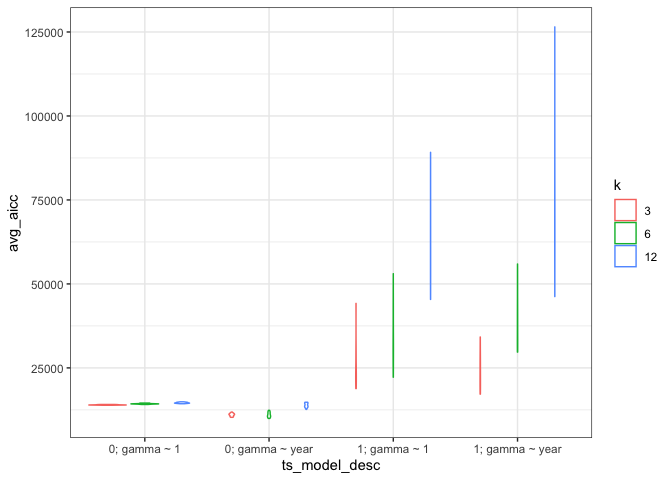 125000
100000
75000
50000
25000
avg_aicc
0; gamma ~ 1
0; gamma ~ year
1; gamma ~ 1
1; gamma ~ year
ts_model_desc
k
3
6
12